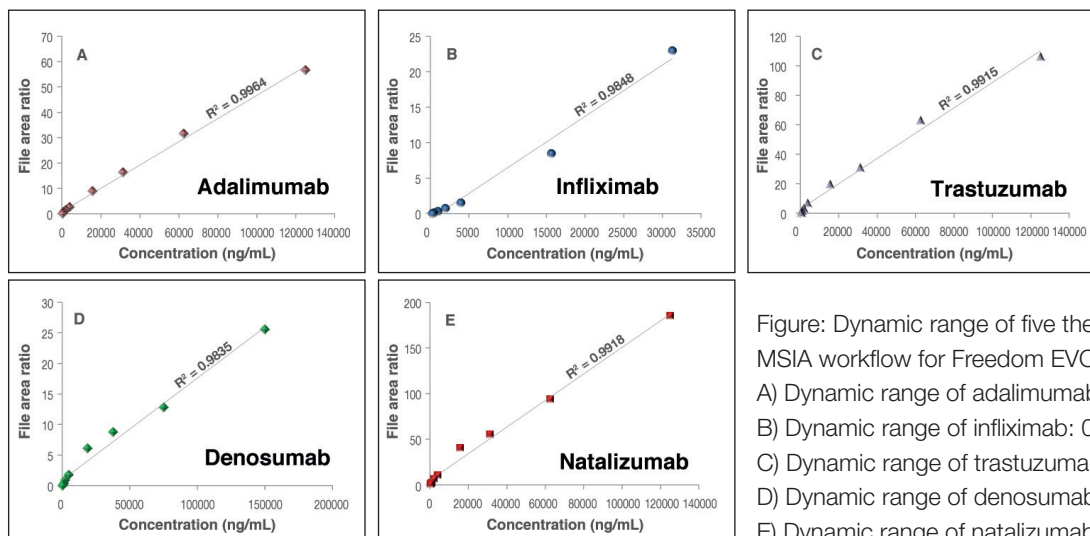 A
70
60
50
40
30
20
10
0
File area ratio
R² = 0.9964
Adalimumab
0 20000 40000 60000 80000 100000 120000 140000
Concentration (ng/mL)
B
25
20
15
10
5
0
File area ratio
R² = 0.9848
Infliximab
0 5000 10000 15000 20000 25000 30000 35000
Concentration (ng/mL)
C
120
100
80
60
40
20
0
File area ratio
R² = 0.9915
Trastuzumab
0 20000 40000 60000 80000 100000 120000 140000
Concentration (ng/mL)
D
30
25
20
15
10
5
0
File area ratio
R² = 0.9835
Denosumab
0 50000 100000 150000 200000
Concentration (ng/mL)
E
200
150
100
50
0
File area ratio
R² = 0.9918
Natalizumab
0 20000 40000 60000 80000 100000 120000 140000
Concentration (ng/mL)
Figure: Dynamic range of five the
MSIA workflow for Freedom EVO
A) Dynamic range of adalimumab
B) Dynamic range of infliximab: 0
C) Dynamic range of trastuzuma
D) Dynamic range of denosumab
E) Dynamic range of natalizumab